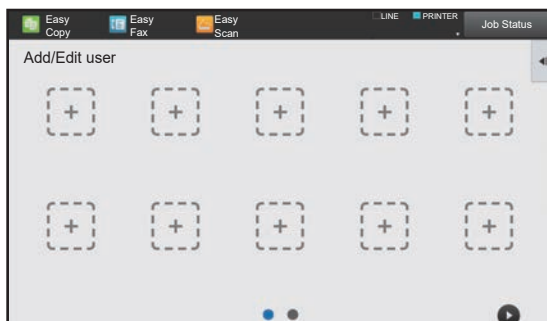 Easy
Copy
Easy
Fax
Easy
Scan
LINE
PRINTER
Job Status
Add/Edit user